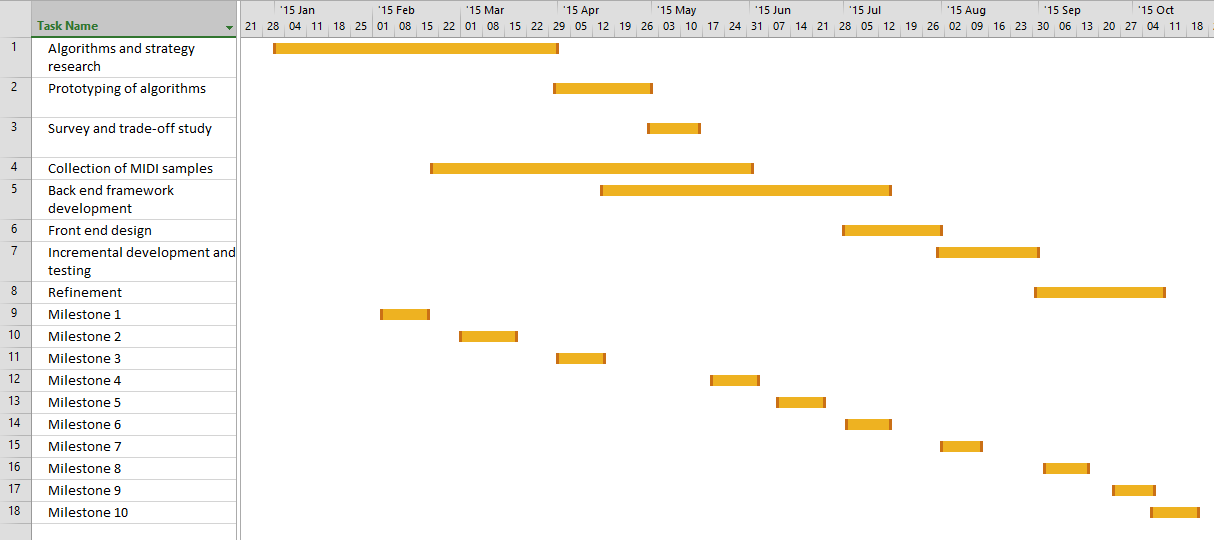 '15 Jan '15 Feb '15 Mar '15 Apr '15 May '15 Jun '15 Jul '15 Aug '15 Sep '15 Oct
Task Name 21 28 04 11 18 25 01 08 15 22 01 08 15 22 29 05 12 19 26 03 10 17 24 31 07 14 21 28 05 12 19 26 02 09 16 23 30 06 13 20 27 04 11 18
1 Algorithms and strategy
research
2 Prototyping of algorithms
3 Survey and trade-off study
4 Collection of MIDI samples
5 Back end framework
development
6 Front end design
7 Incremental development and
testing
8 Refinement
9 Milestone 1
10 Milestone 2
11 Milestone 3
12 Milestone 4
13 Milestone 5
14 Milestone 6
15 Milestone 7
16 Milestone 8
17 Milestone 9
18 Milestone 10